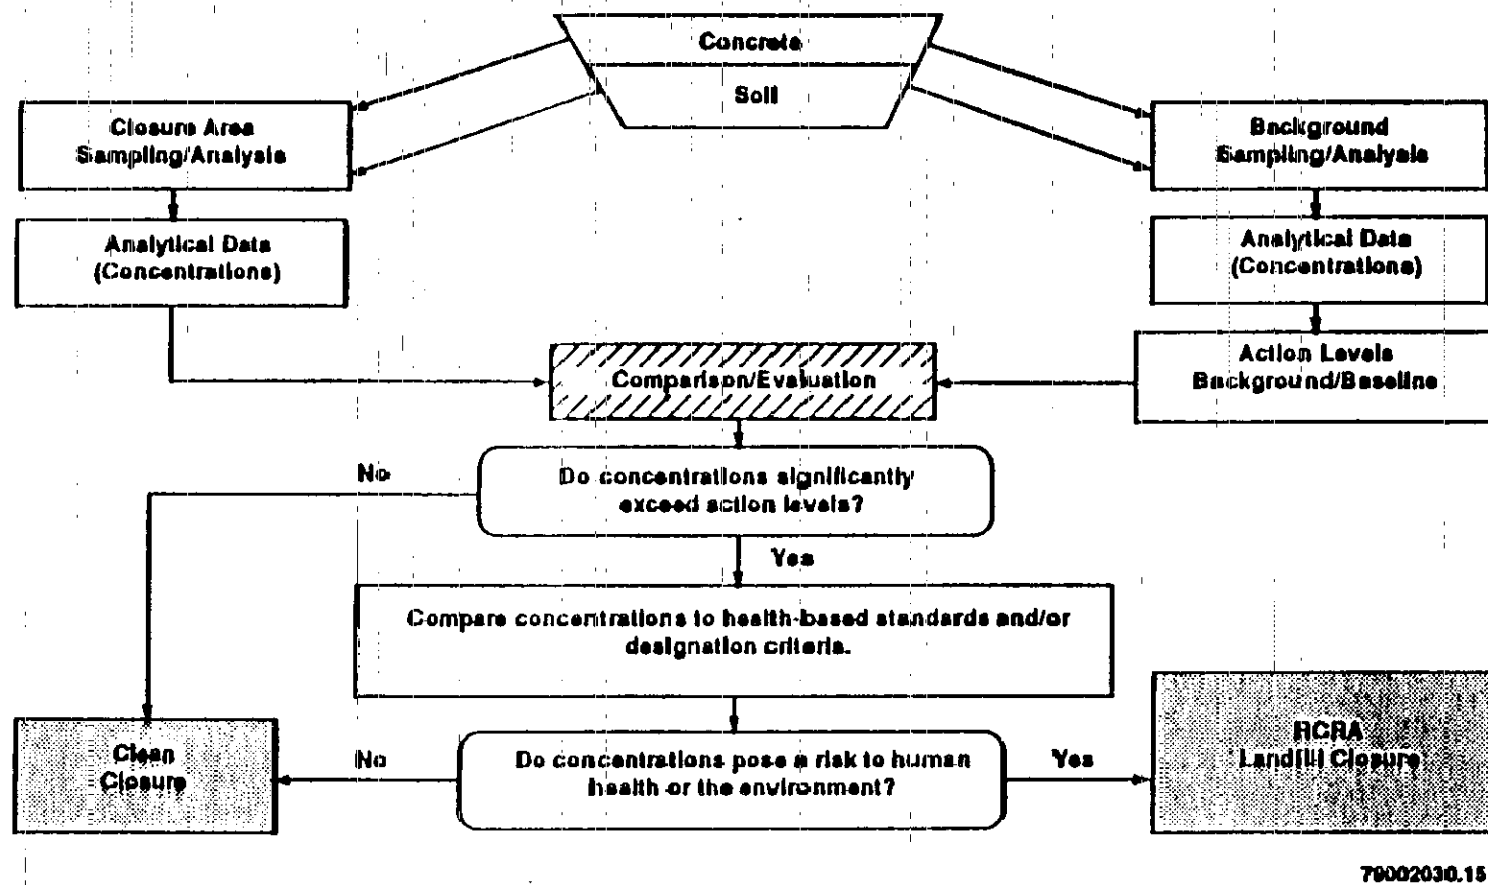 Concrete
Soil
Closure Area
Sampling/Analysis
Background
Sampling/Analysis
Analytical Data
(Concentrations)
Analytical Data
(Concentrations)
Action Levels
Background/Baseline
Comparison/Evaluation
No
Do concentrations significantly
exceed action levels?
Yes
Compare concentrations to health-based standards and/or
designation criteria.
Clean
Closure
No
Do concentrations pose a risk to human
health or the environment?
Yes
RCRA
Landfill Closure
79002030.15